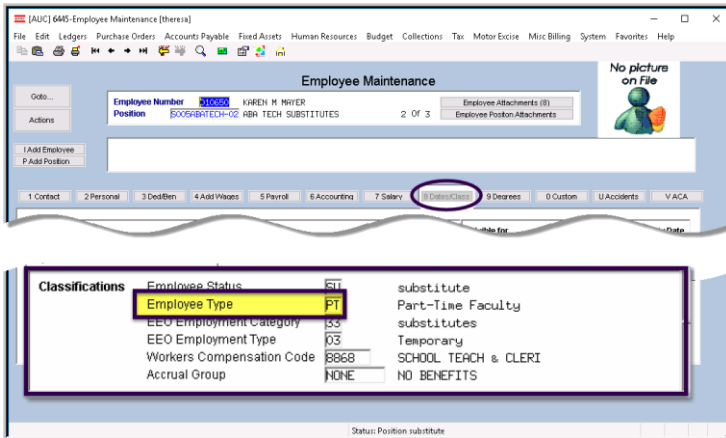 [AUC] 6445-Employee Maintenance [theresa]
File Edit Ledgers Purchase Orders Accounts Payable Fixed Assets Human Resources Budget Collections Tax Motor Excise Misc Billing System Favorites Help
No picture
on File
Employee Maintenance
Goto...
Actions
Employee Number 010650 KAREN M MAYER Employee Attachments (8)
Position S005ABATECH-02 ABA TECH SUBSTITUTES 2 Of 3 Employee Positon Attachments
I Add Employee
P Add Position
1 Contact 2 Personal 3 Ded/Ben 4 Add Wages 5 Payroll 6 Accounting 7 Salary 8 Dates/Class 9 Degrees 0 Custom U Accidents V ACA
for Date
Classifications Employee Status SU substitute
Employee Type PT Part-Time Faculty
EEO Employment Category 33 substitutes
EEO Employment Type 03 Temporary
Workers Compensation Code 8868 SCHOOL TEACH & CLERI
Accrual Group NONE NO BENEFITS
Status: Position substitute